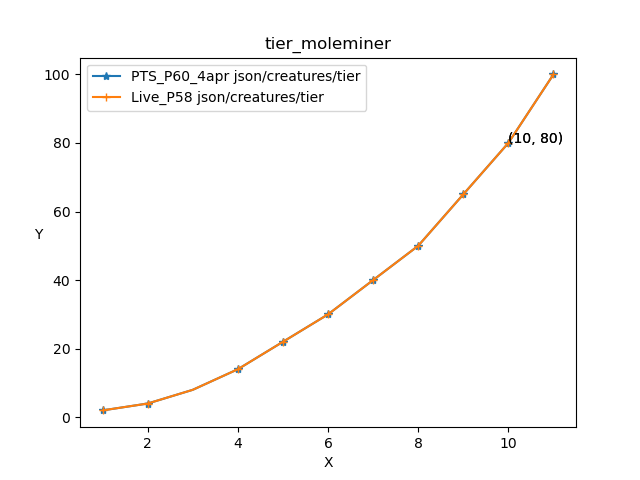 tier_moleminer
PTS_P60_4apr json/creatures/tier
Live_P58 json/creatures/tier
100
80
60
40
20
0
(10, 80)
Y
2 4 6 8 10
X